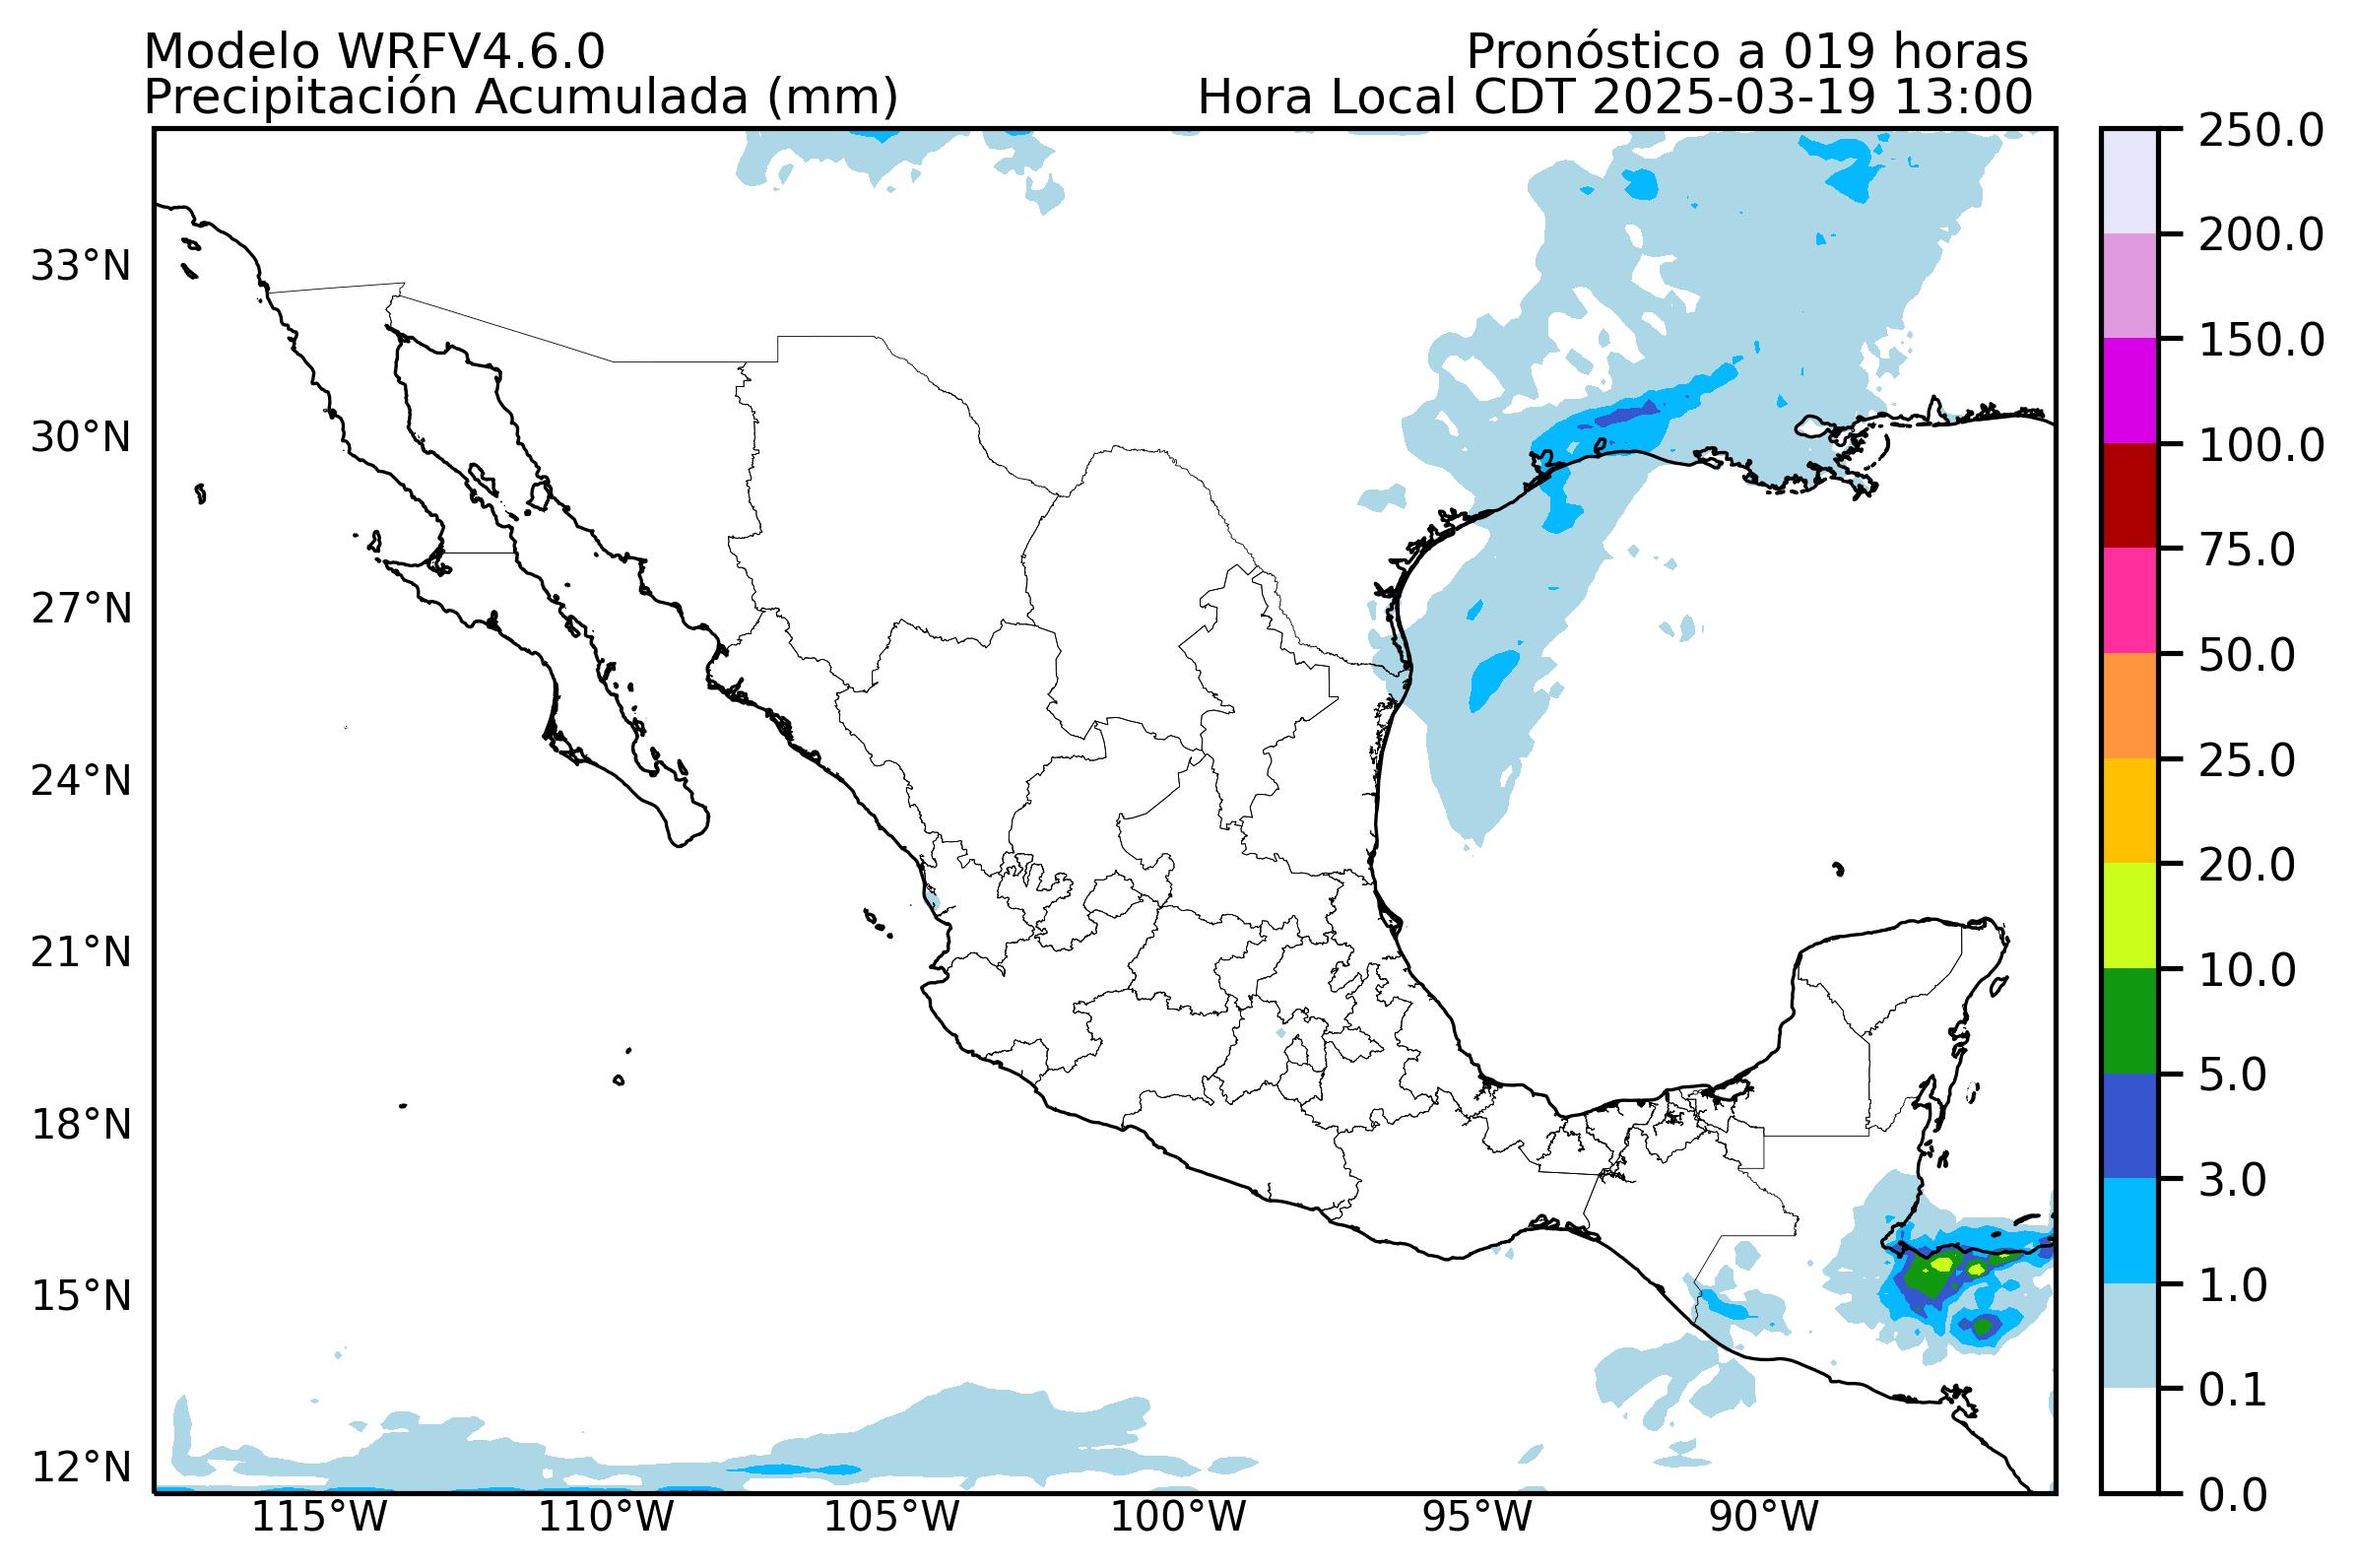 Modelo WRFV4.6.0
Pronóstico a 019 horas
Precipitación Acumulada (mm)
Hora Local CDT 2025-03-19 13:00
33°N
30°N
27°N
24°N
21°N
18°N
15°N
12°N
115°W
110°W
105°W
100°W
95°W
90°W
250.0
200.0
150.0
100.0
75.0
50.0
25.0
20.0
10.0
5.0
3.0
1.0
0.1
0.0